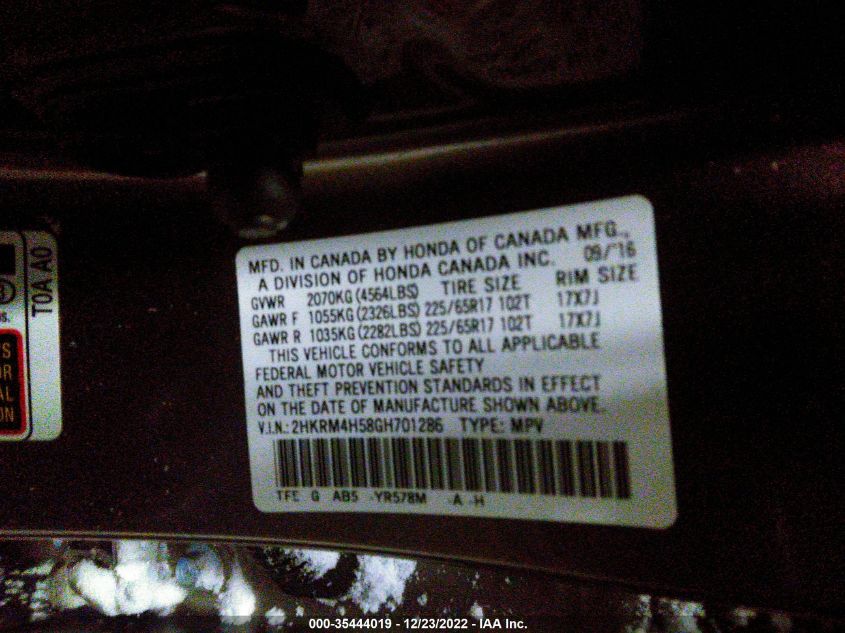 MFD. IN CANADA BY HONDA OF CANADA MFG.,
A DIVISION OF HONDA CANADA INC. 09/'16
GVWR 2070KG (4564LBS) TIRE SIZE RIM SIZE
GAWR F 1055KG (2326LBS) 225/65R17 102T 17X7J
GAWR R 1035KG (2282LBS) 225/65R17 102T 17X7J
THIS VEHICLE CONFORMS TO ALL APPLICABLE
FEDERAL MOTOR VEHICLE SAFETY
AND THEFT PREVENTION STANDARDS IN EFFECT
ON THE DATE OF MANUFACTURE SHOWN ABOVE.
V.I.N.: 2HKRM4H58GH701286 TYPE: MPV
TFE G AB5 YR578M A H
T0A A0
000-35444019 - 12/23/2022 - IAA Inc.